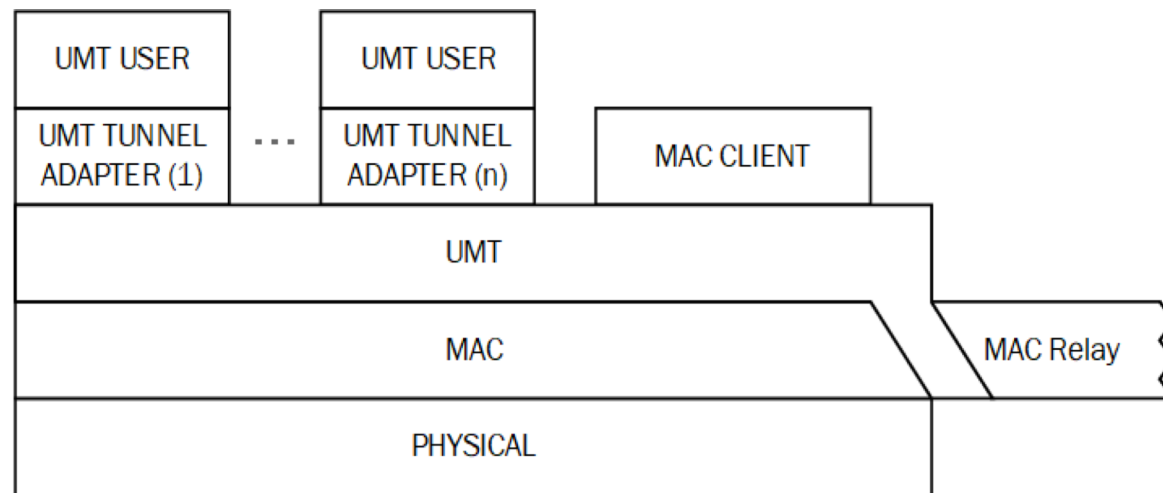 UMT USER
UMT USER
UMT TUNNEL
ADAPTER (1)
...
UMT TUNNEL
ADAPTER (n)
MAC CLIENT
UMT
MAC
MAC Relay
PHYSICAL